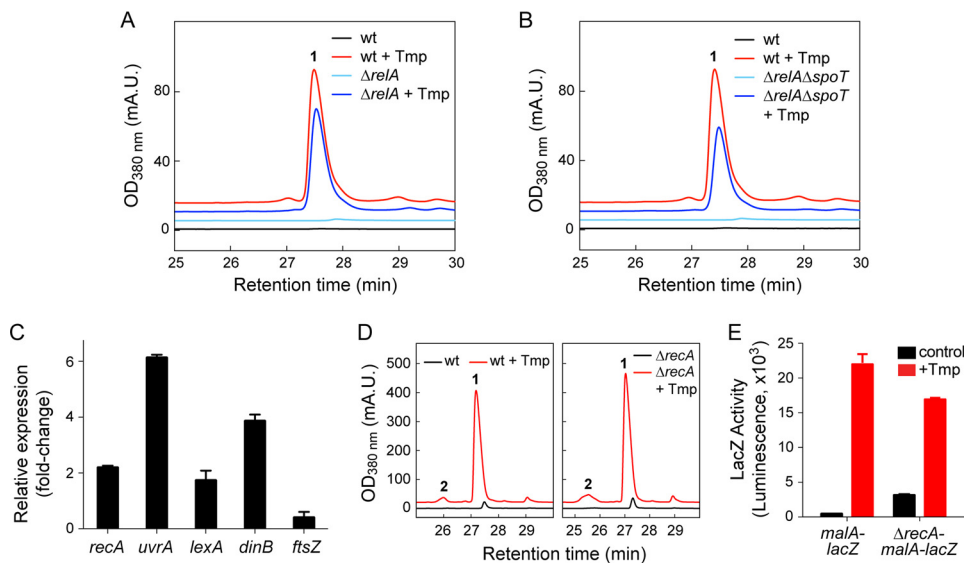 A
wt
wt + Tmp
ΔrelA
ΔrelA + Tmp
1
80
40
0
OD380 nm (mA.U.)
25 26 27 28 29 30
Retention time (min)
B
wt
wt + Tmp
ΔrelAΔspoT
ΔrelAΔspoT
+ Tmp
1
80
40
0
OD380 nm (mA.U.)
25 26 27 28 29 30
Retention time (min)
C
Relative expression
(fold-change)
6
4
2
0
recA uvrA lexA dinB ftsZ
D
OD380 nm (mA.U.)
500
400
300
200
100
0
wt wt + Tmp
1
2
26 27 28 29
ΔrecA
ΔrecA
+ Tmp
1
2
26 27 28 29
Retention time (min)
E
control
+Tmp
LacZ Activity
(Luminescence, x10³)
25
20
15
10
5
0
malA-
lacZ
ΔrecA-
malA-lacZ